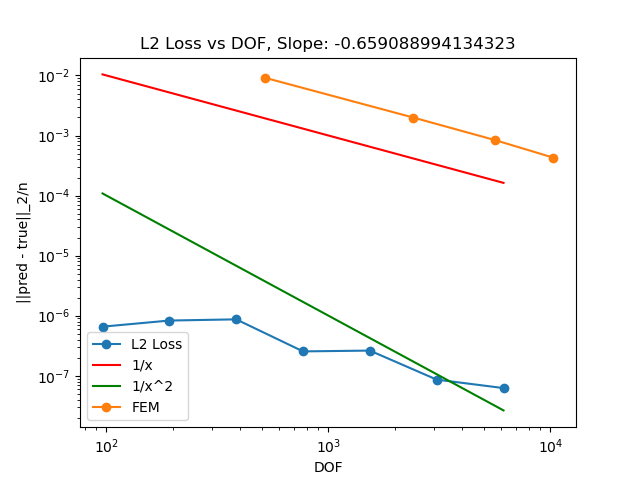 L2 Loss vs DOF, Slope: -0.659088994134323
||pred - true||_2/n
10^-2
10^-3
10^-4
10^-5
10^-6
10^-7
L2 Loss
1/x
1/x^2
FEM
10^2
10^3
10^4
DOF